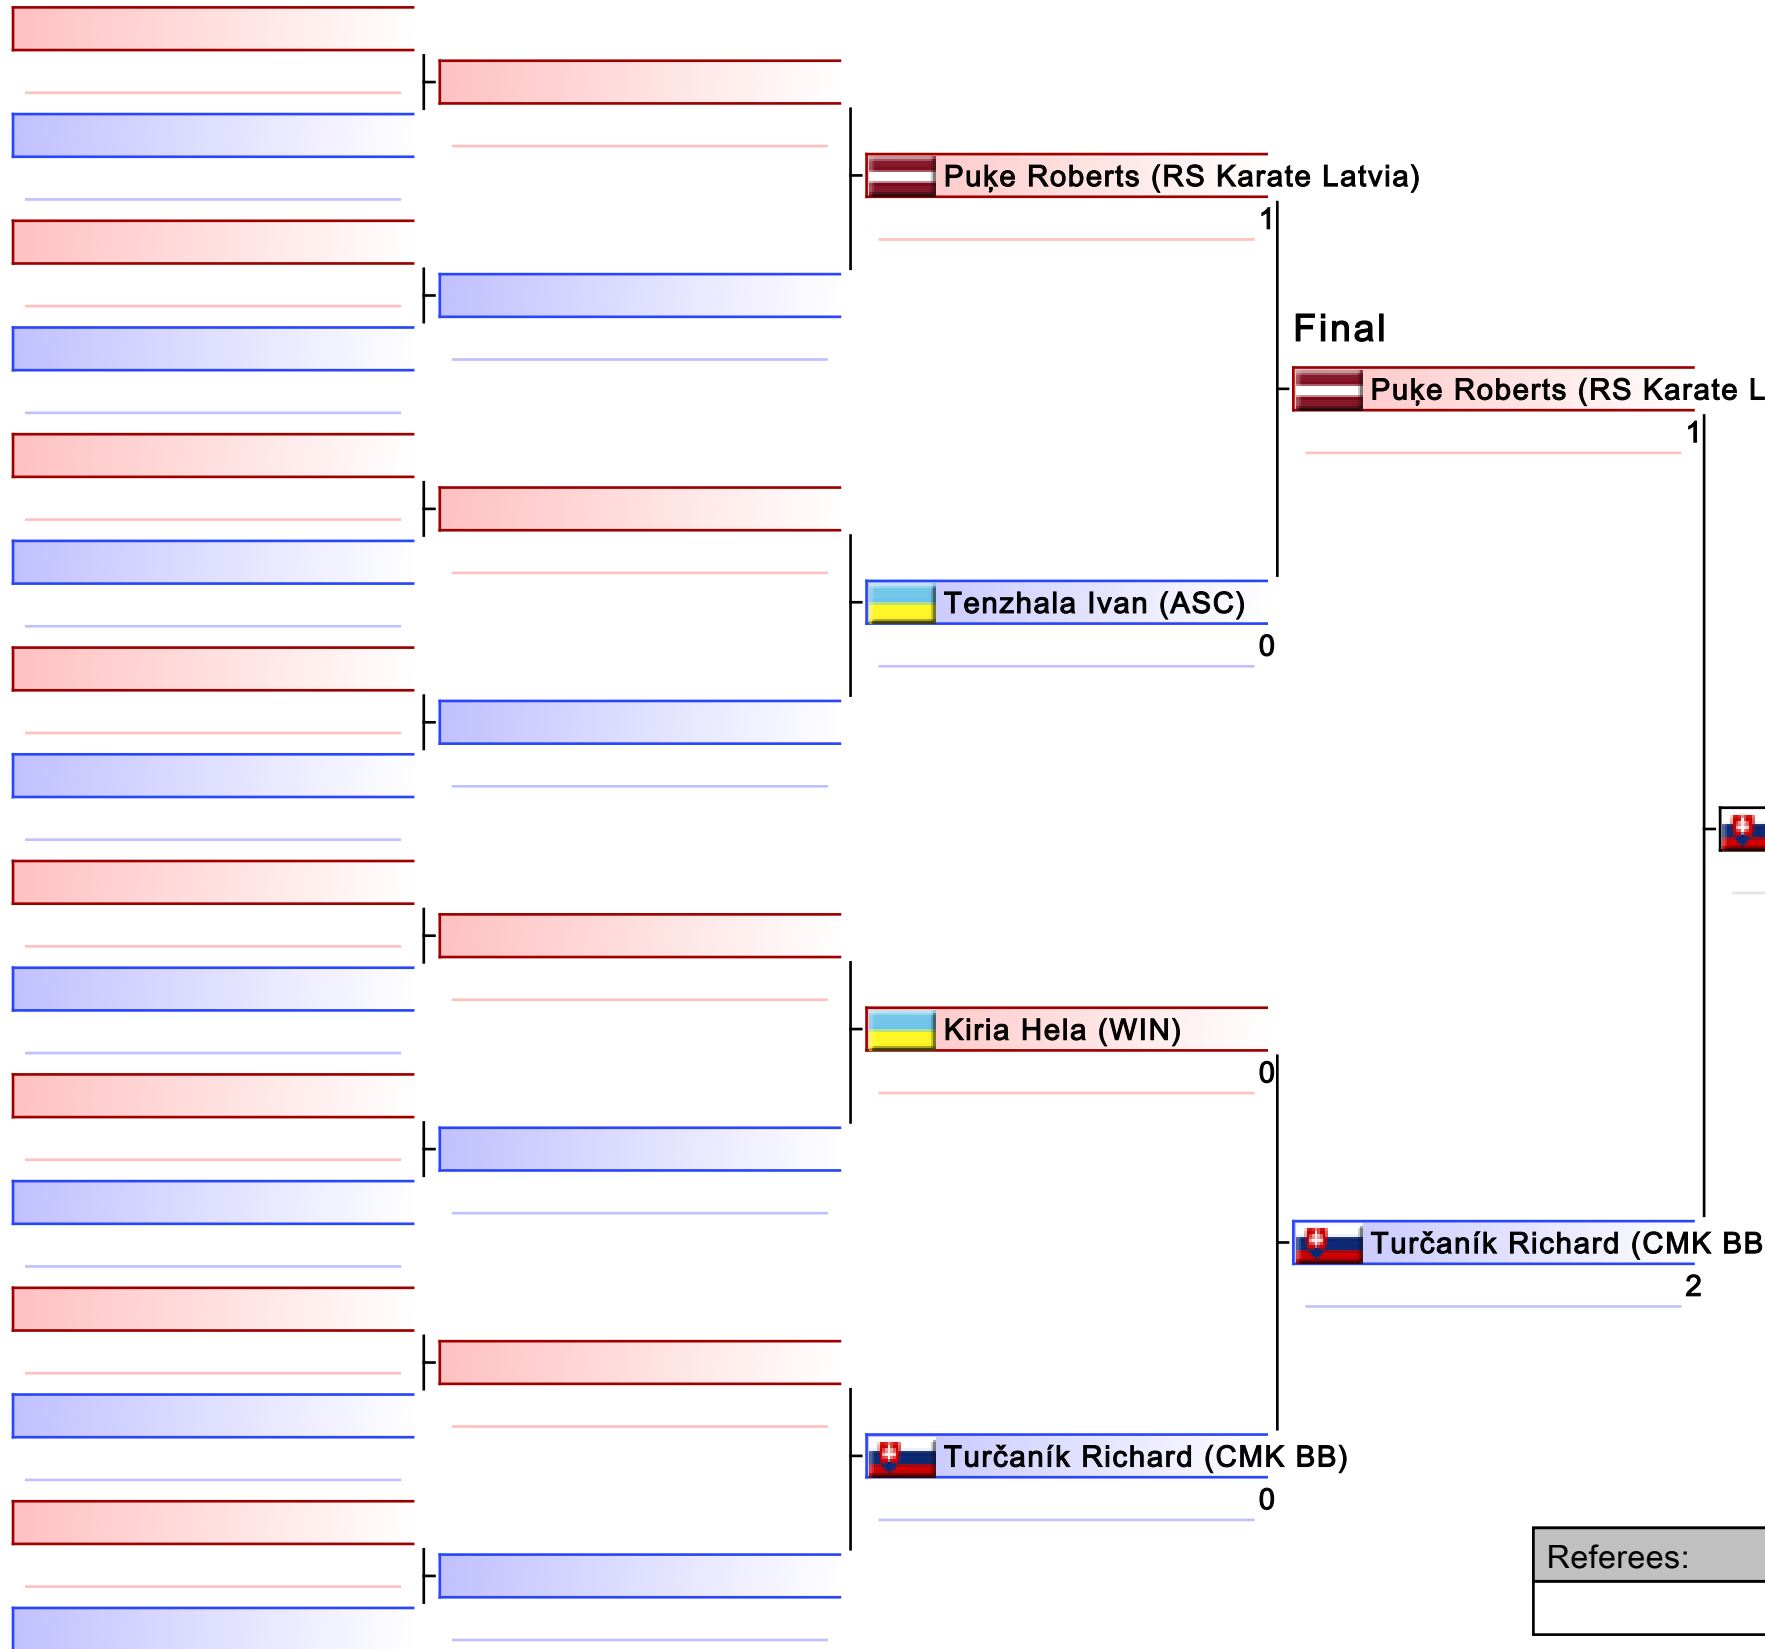 Puķe Roberts (RS Karate Latvia)
1
Final
Puķe Roberts (RS Karate L
1
Tenzhala Ivan (ASC)
0
Kiria Hela (WIN)
0
Turčaník Richard (CMK BB
2
Turčaník Richard (CMK BB)
0
Referees: